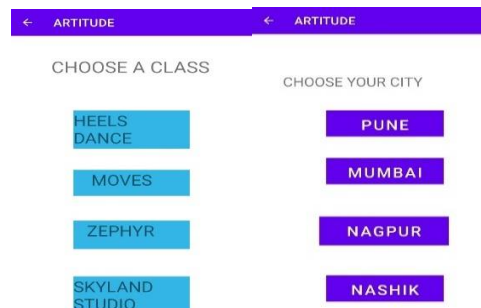 ← ARTITUDE
CHOOSE A CLASS
HEELS
DANCE
MOVES
ZEPHYR
SKYLAND
STUDIO
← ARTITUDE
CHOOSE YOUR CITY
PUNE
MUMBAI
NAGPUR
NASHIK